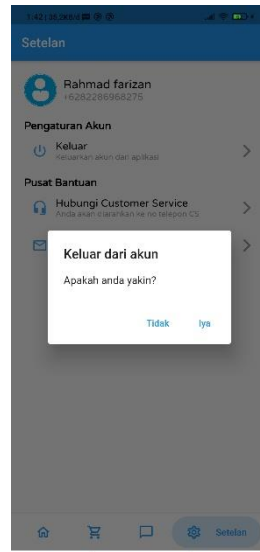 Setelan
Rahmad farizan
+6282286968275
Pengaturan Akun
Keluar
Keluarkan akun dari aplikasi
Pusat Bantuan
Hubungi Customer Service
Anda akan diarahkan ke no telepon CS
Keluar dari akun
Apakah anda yakin?
Tidak Iya
Setelan